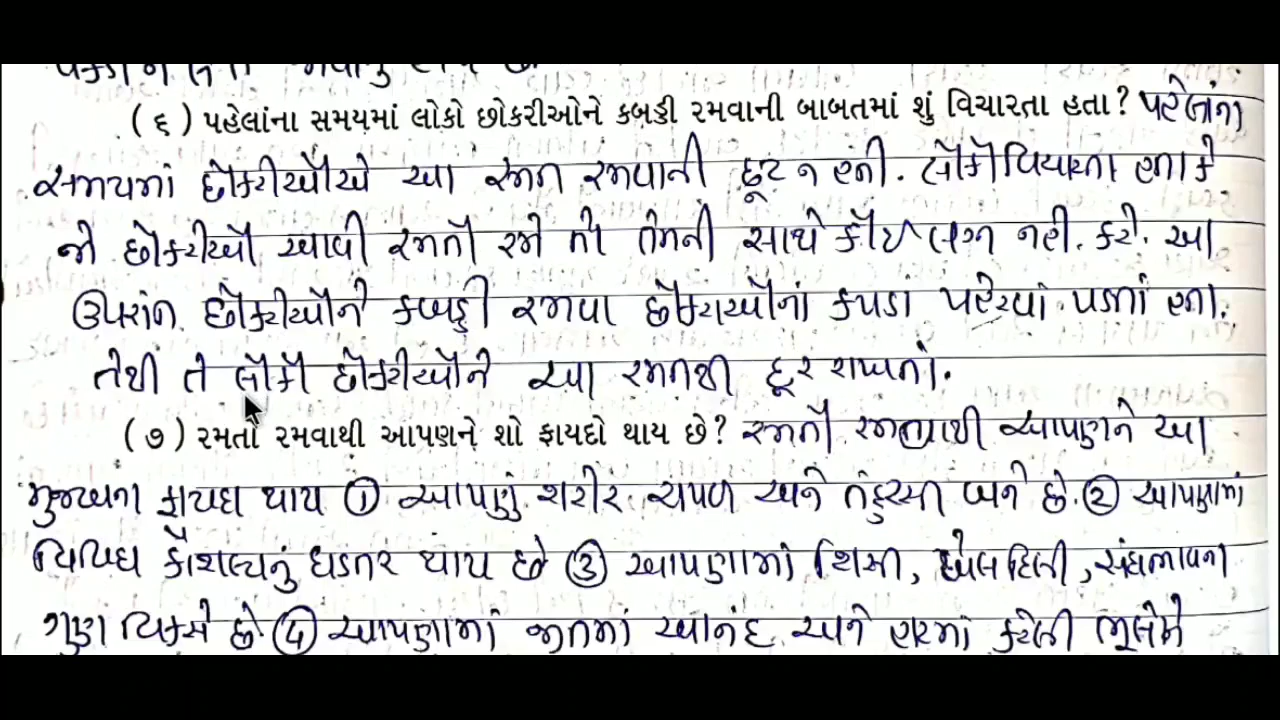 (૬) પહેલાંના સમયમાં લોકો છોકરીઓને કબડ્ડી રમવાની બાબતમાં શું વિચારતા હતા? પહેલાંના
સમયમાં છોકરીઓએ આ રમત રમવાની છૂટ ન હતી. લોકો વિચારતા હતા કે
જો છોકરીઓ આવી રમતો રમે તો તેમની સાથે કોઈ લગ્ન નહી. કરે. આ
ઉપરાંત છોકરીઓને કબડ્ડી રમવા છોકરાઓનાં કપડાં પહેરવાં પડતાં હતા.
તેથી તે લોકો છોકરીઓને આ રમતથી દૂર રાખતાં.
(૭) રમતો રમવાથી આપણને શો ફાયદો થાય છે? રમતો રમવાથી આપણને આ
મુજબના ફાયદા થાય ① આપણું શરીર ચપળ અને તંદુરસ્તી બને છે. ② આપણામાં
વિવિધ કૌશલ્યનું ઘડતર થાય છે ③ આપણામાં શિસ્તી, ખેલદિલી, સંઘભાવના
ગુણ વિકસે છે ④ આપણામાં જીતમાં આનંદ અને હારમાં કરેલી ભૂલોને